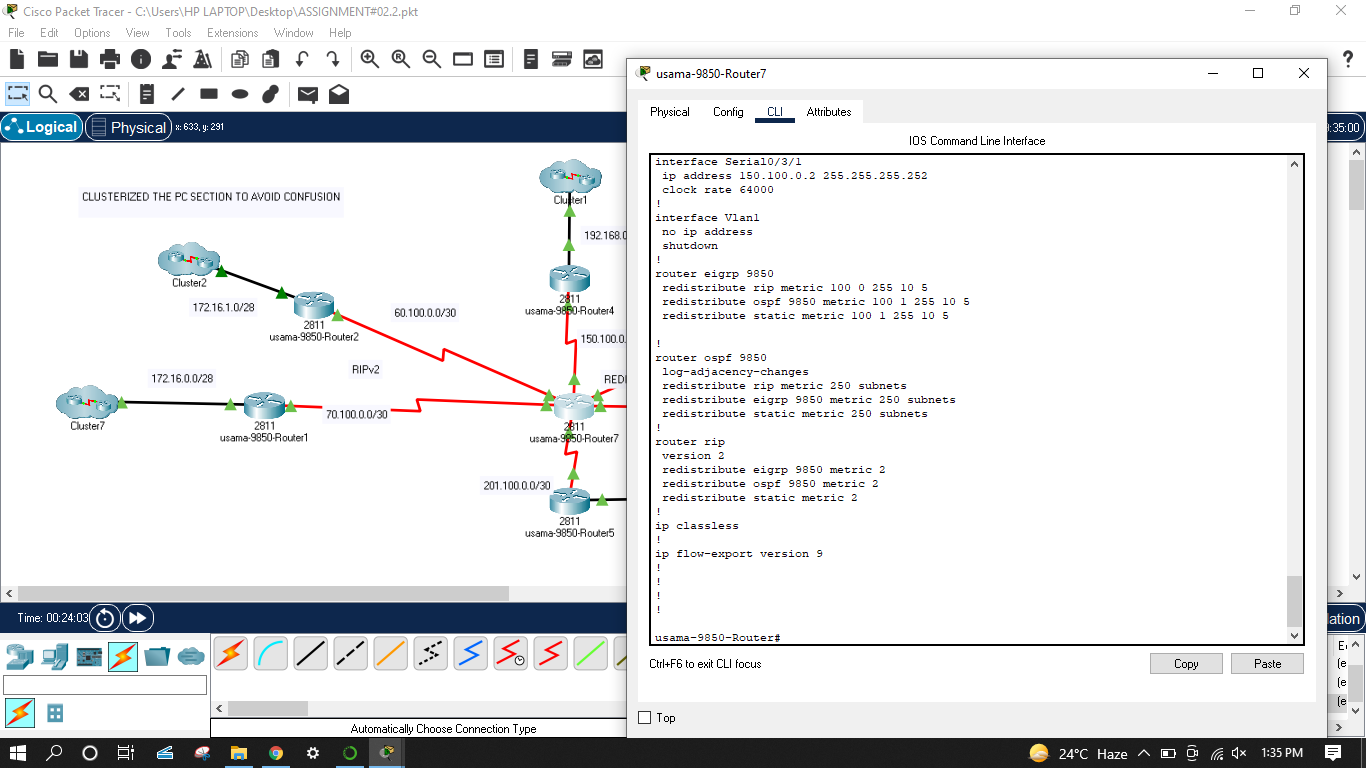 Cisco Packet Tracer - C:\Users\HP LAPTOP\Desktop\ASSIGNMENT#02.2.pkt
File Edit Options View Tools Extensions Window Help
Logical
Physical
x: 633, y: 291
:35:00
CLUSTERIZED THE PC SECTION TO AVOID CONFUSION
Cluster1
192.168.0
Cluster2
172.16.1.0/28
2811
usama-9850-Router2
60.100.0.0/30
2811
usama-9850-Router4
150.100.0.
RIPv2
REDI
172.16.0.0/28
Cluster7
2811
usama-9850-Router1
70.100.0.0/30
2811
usama-9850-Router7
201.100.0.0/30
2811
usama-9850-Router5
Time: 00:24:03
Automatically Choose Connection Type
usama-9850-Router7
Physical Config CLI Attributes
IOS Command Line Interface
interface Serial0/3/1
ip address 150.100.0.2 255.255.255.252
clock rate 64000
!
interface Vlan1
no ip address
shutdown
!
router eigrp 9850
redistribute rip metric 100 0 255 10 5
redistribute ospf 9850 metric 100 1 255 10 5
redistribute static metric 100 1 255 10 5
!
router ospf 9850
log-adjacency-changes
redistribute rip metric 250 subnets
redistribute eigrp 9850 metric 250 subnets
redistribute static metric 250 subnets
!
router rip
version 2
redistribute eigrp 9850 metric 2
redistribute ospf 9850 metric 2
redistribute static metric 2
!
ip classless
!
ip flow-export version 9
!
!
!
!
usama-9850-Router#
Ctrl+F6 to exit CLI focus
Copy
Paste
Top
lation
(e
(e
(e
24°C Haze
1:35 PM